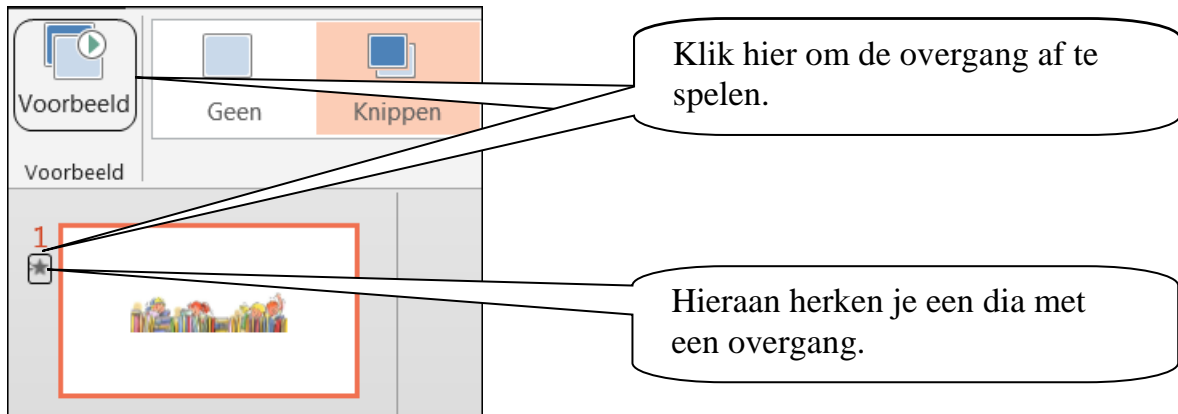 Voorbeeld
Geen
Knippen
Voorbeeld
1
Klik hier om de overgang af te
spelen.
Hieraan herken je een dia met
een overgang.